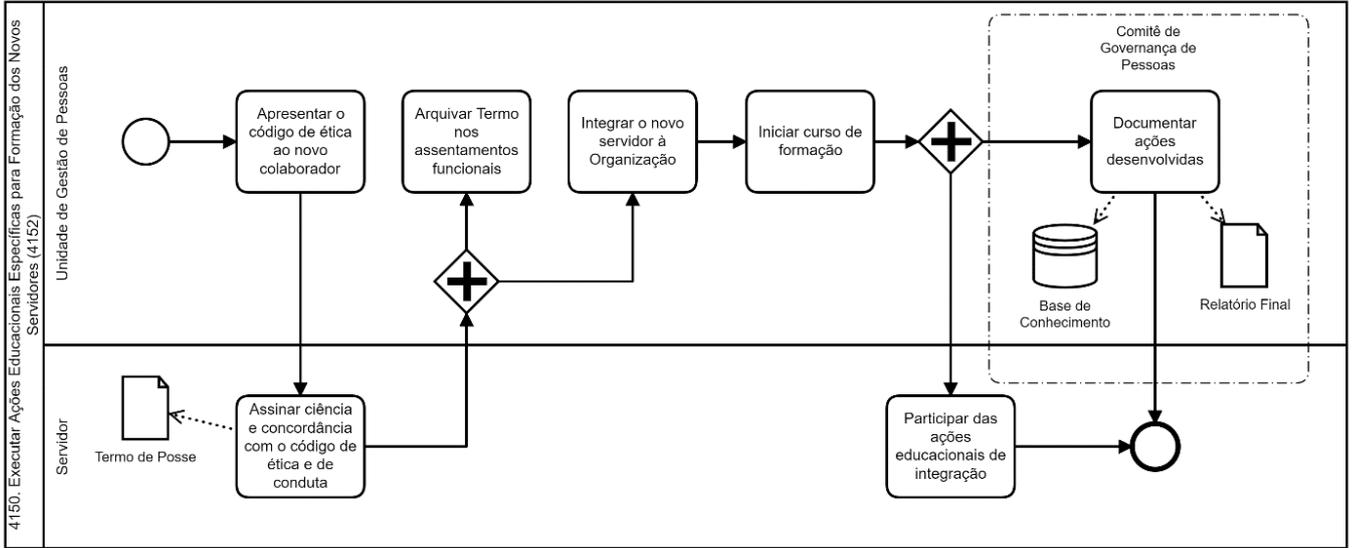 4150. Executar Ações Educacionais Específicas para Formação dos Novos
Servidores (4152)
Unidade de Gestão de Pessoas
Apresentar o
código de ética
ao novo
colaborador
Arquivar Termo
nos
assentamentos
funcionais
Integrar o novo
servidor à
Organização
Iniciar curso de
formação
Comitê de
Governança de
Pessoas
Documentar
ações
desenvolvidas
Base de
Conhecimento
Relatório Final
Servidor
Termo de Posse
Assinar ciência
e concordância
com o código de
ética e de
conduta
Participar das
ações
educacionais de
integração